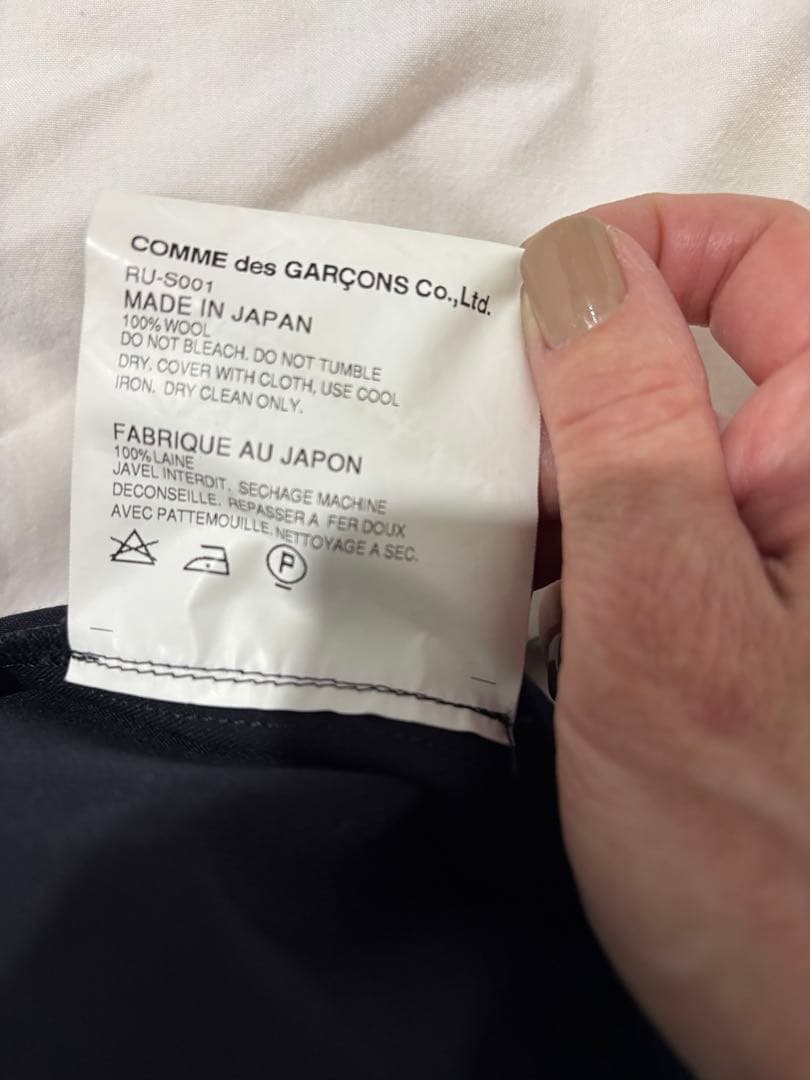 COMME des GARÇONS Co.,Ltd.
RU-S001
MADE IN JAPAN
100% WOOL
DO NOT BLEACH. DO NOT TUMBLE
DRY. COVER WITH CLOTH, USE COOL
IRON. DRY CLEAN ONLY.
FABRIQUE AU JAPON
100% LAINE
JAVEL INTERDIT. SECHAGE MACHINE
DECONSEILLE. REPASSER A FER DOUX
AVEC PATTEMOUILLE. NETTOYAGE A SEC.
P